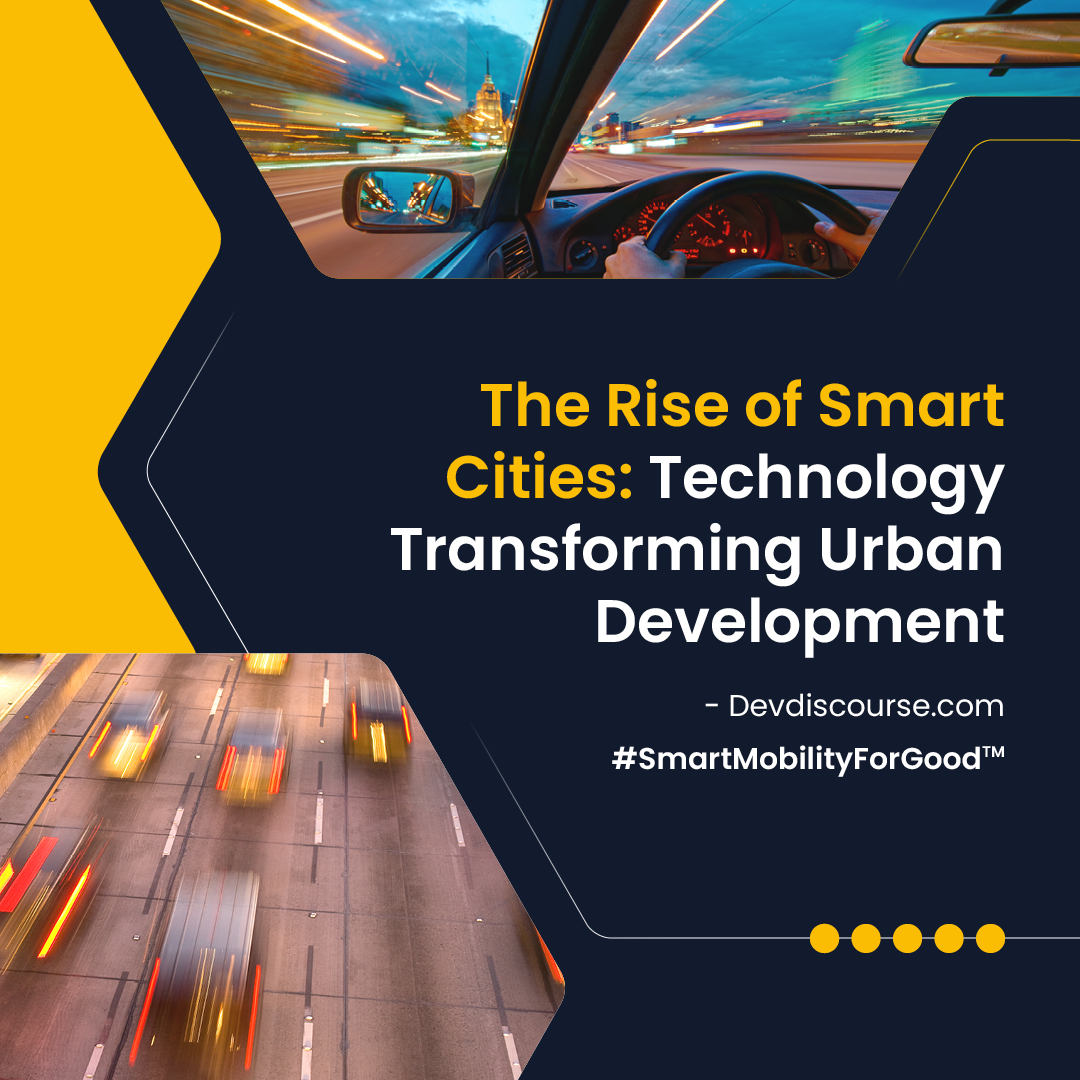 The Rise of Smart
Cities: Technology
Transforming Urban
Development
- Devdiscourse.com
#SmartMobilityForGood™